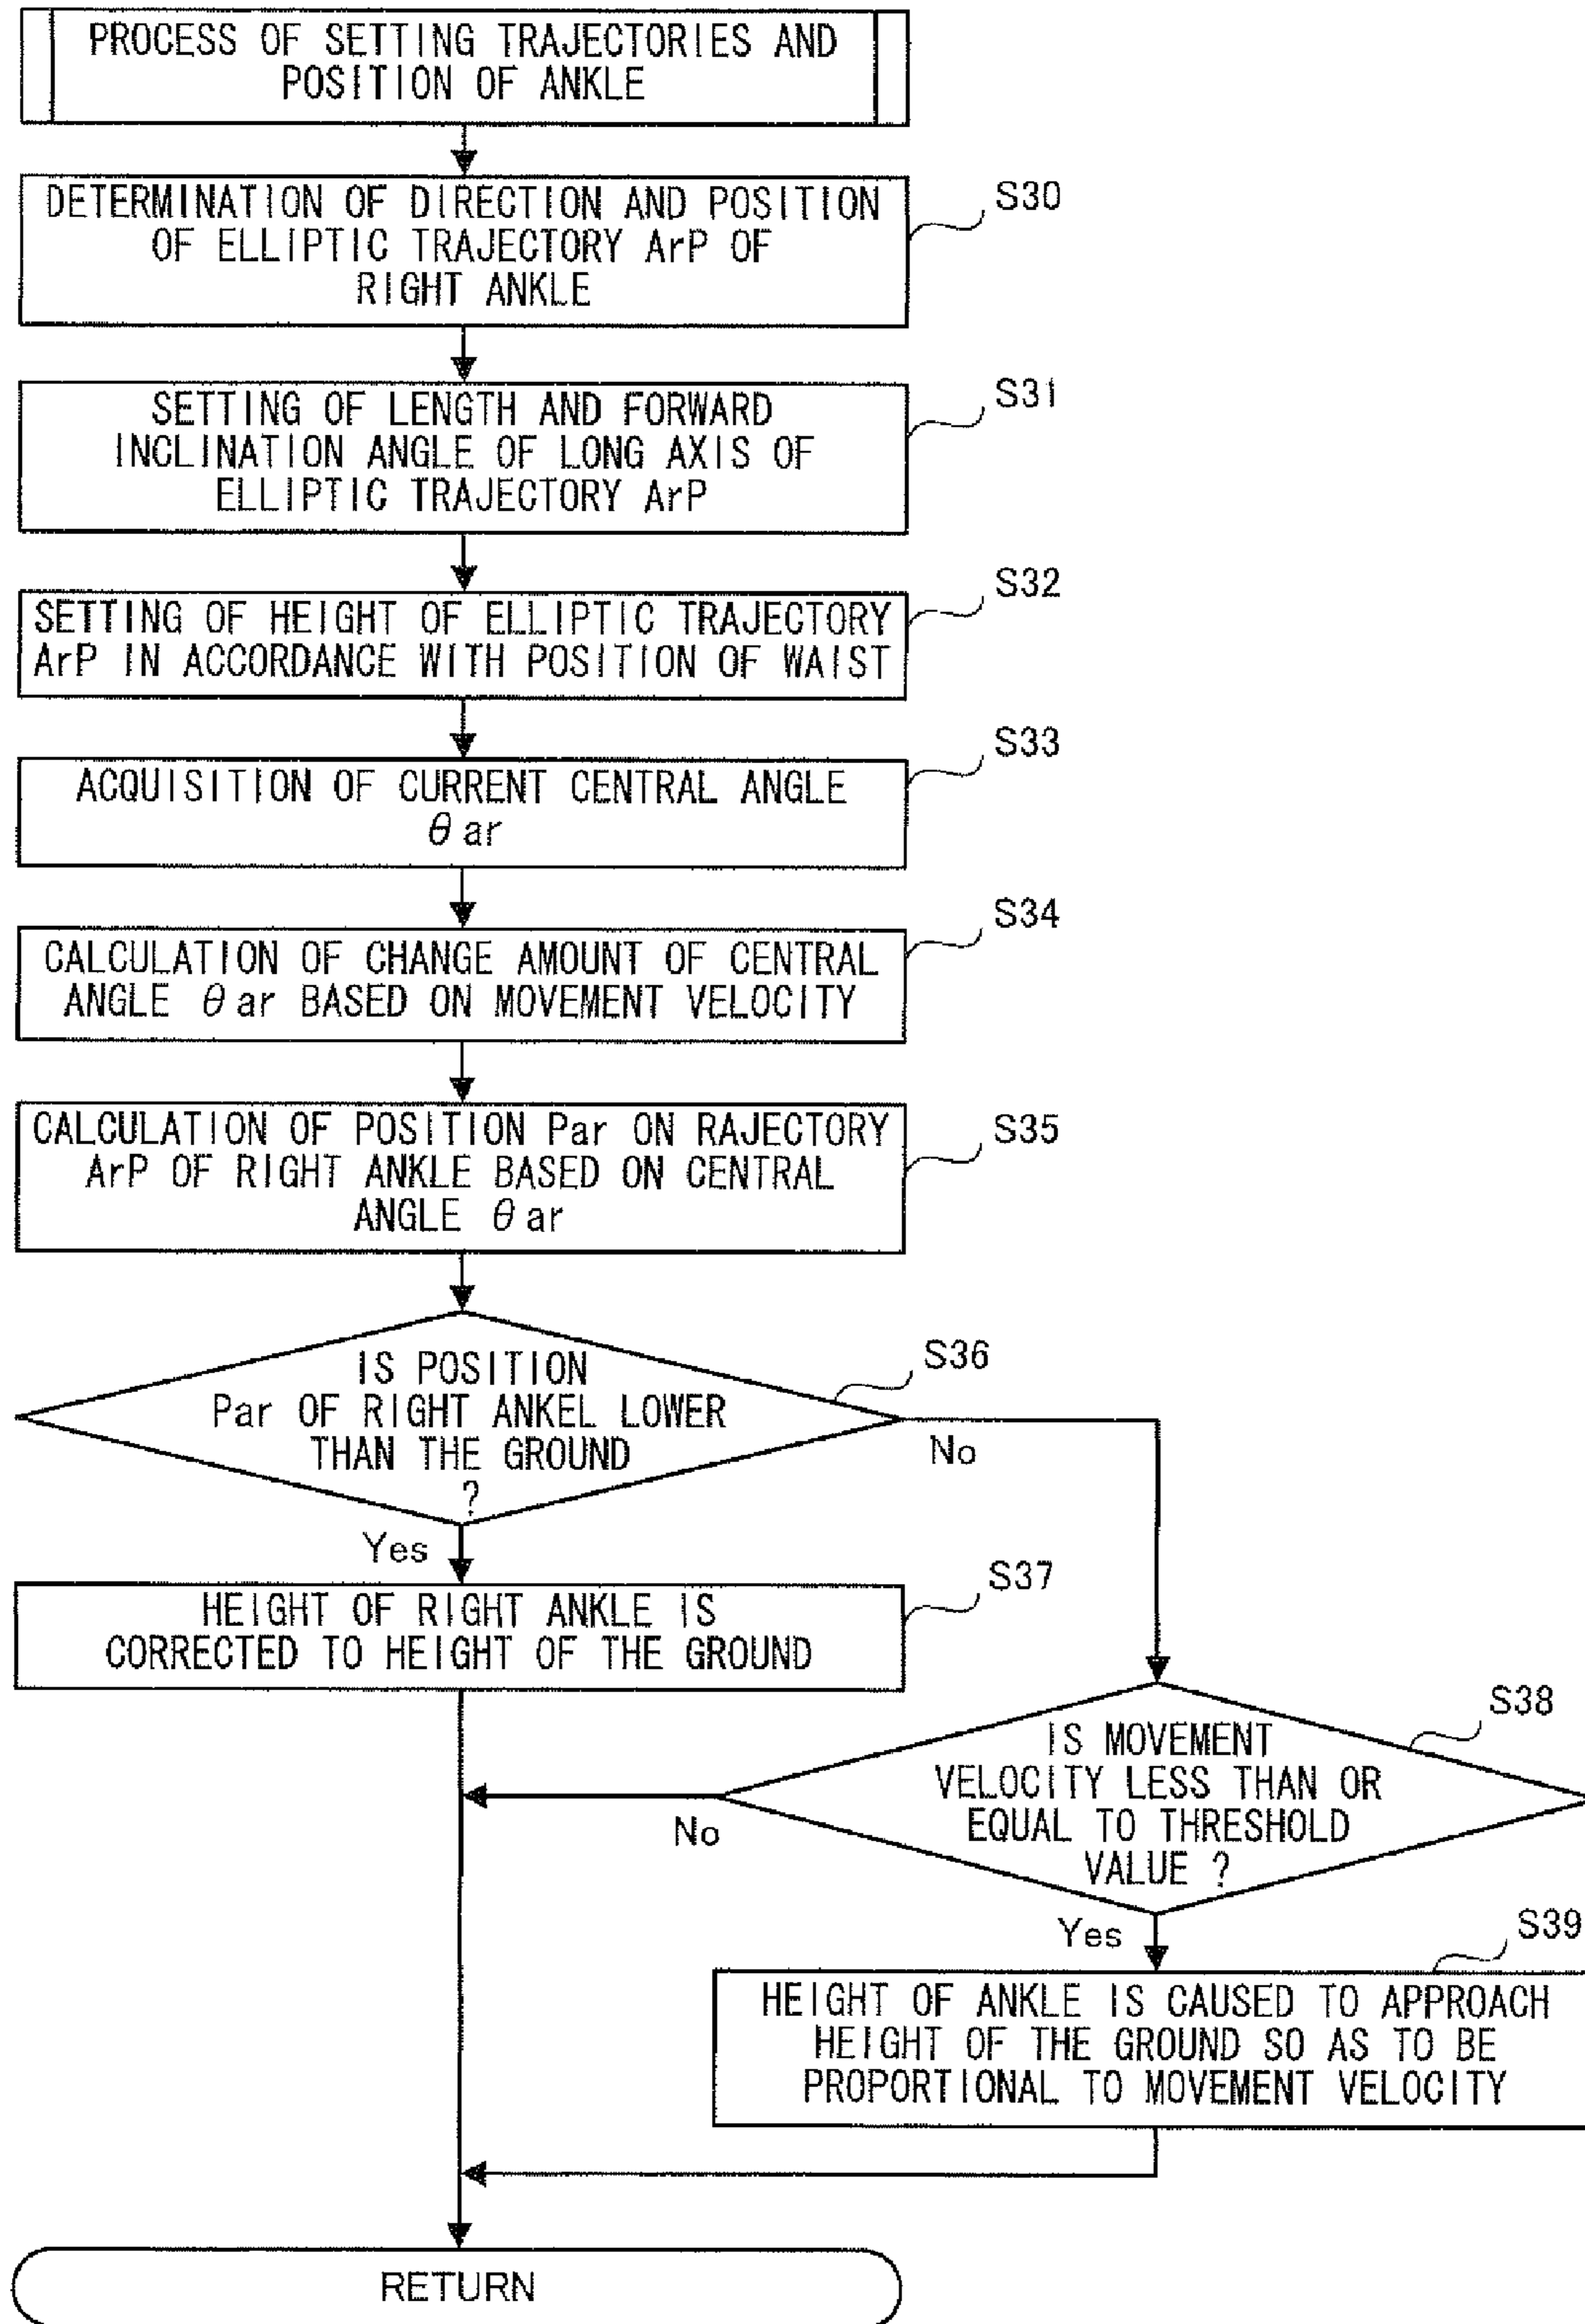 PROCESS OF SETTING TRAJECTORIES AND
POSITION OF ANKLE
DETERMINATION OF DIRECTION AND POSITION
OF ELLIPTIC TRAJECTORY ArP OF
RIGHT ANKLE
S30
SETTING OF LENGTH AND FORWARD
INCLINATION ANGLE OF LONG AXIS OF
ELLIPTIC TRAJECTORY ArP
S31
SETTING OF HEIGHT OF ELLIPTIC TRAJECTORY
ArP IN ACCORDANCE WITH POSITION OF WAIST
S32
ACQUISITION OF CURRENT CENTRAL ANGLE
θar
S33
CALCULATION OF CHANGE AMOUNT OF CENTRAL
ANGLE θar BASED ON MOVEMENT VELOCITY
S34
CALCULATION OF POSITION Par ON RAJECTORY
ArP OF RIGHT ANKLE BASED ON CENTRAL
ANGLE θar
S35
IS POSITION
Par OF RIGHT ANKEL LOWER
THAN THE GROUND
?
S36
No
Yes
HEIGHT OF RIGHT ANKLE IS
CORRECTED TO HEIGHT OF THE GROUND
S37
IS MOVEMENT
VELOCITY LESS THAN OR
EQUAL TO THRESHOLD
VALUE ?
S38
No
Yes
HEIGHT OF ANKLE IS CAUSED TO APPROACH
HEIGHT OF THE GROUND SO AS TO BE
PROPORTIONAL TO MOVEMENT VELOCITY
S39
RETURN